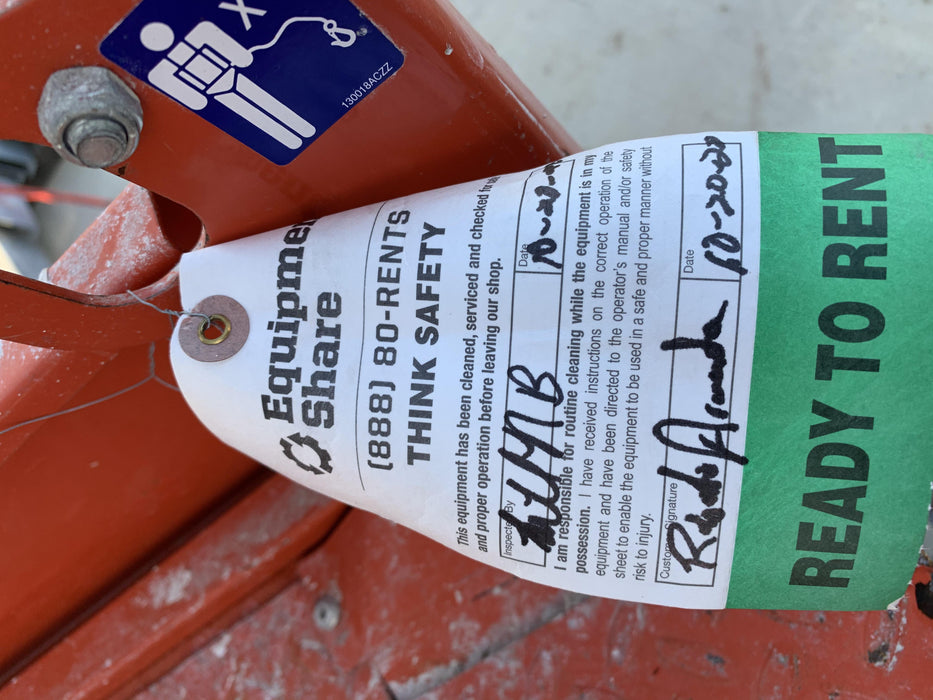 X
130018ACZZ
Equipmen
Share
(888) 80-RENTS
THINK SAFETY
This equipment has been cleaned, serviced and checked for
and proper operation before leaving our shop.
Inspected By
Date
I am responsible for routine cleaning while the equipment is in my
possession. I have received instructions on the correct operation of the
equipment and have been directed to the operator's manual and/or safety
sheet to enable the equipment to be used in a safe and proper manner without
risk to injury.
Customer Signature
Date 10-20-20
READY TO RENT